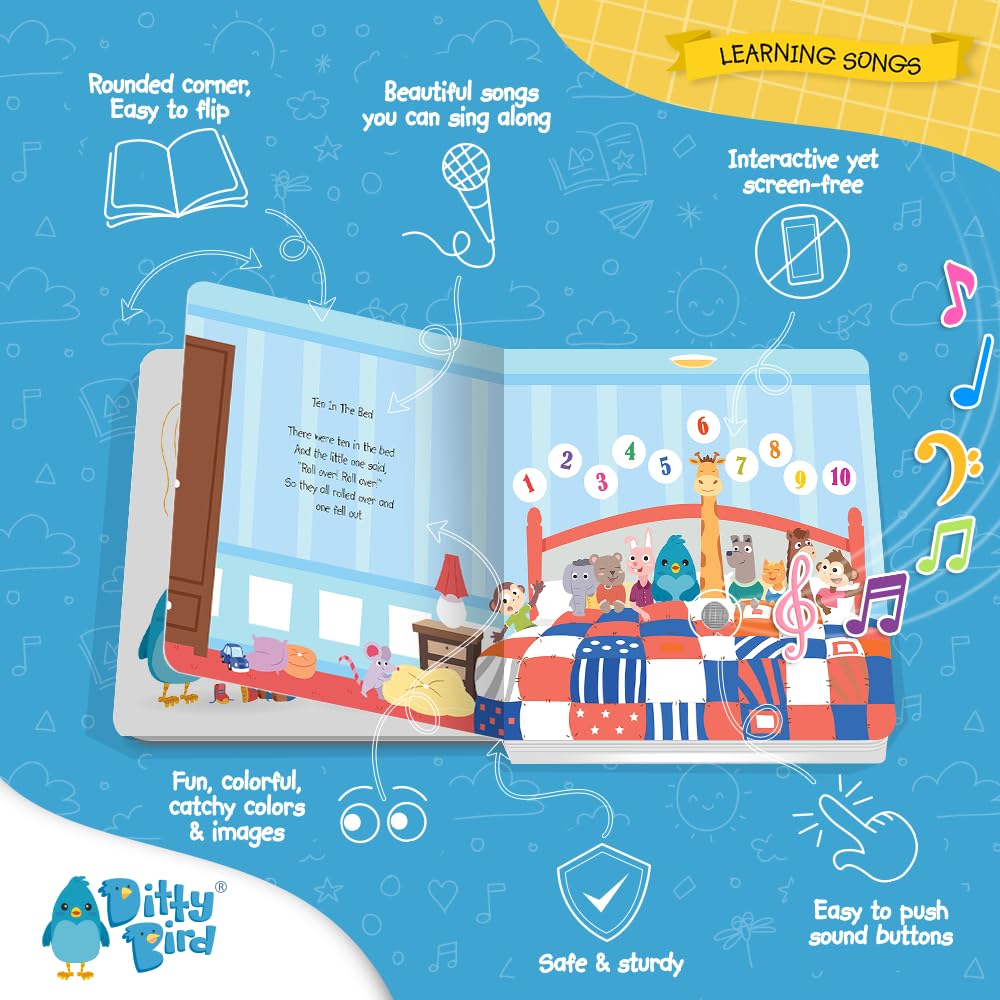 LEARNING SONGS
Rounded corner,
Easy to flip
Beautiful songs
you can sing along
Interactive yet
screen-free
Ten In The Bed
There were ten in the bed
And the little one said,
"Roll over! Roll over!"
So they all rolled over and
one fell out
1
2
3
4
5
6
7
8
9
10
Fun, colorful,
catchy colors
& images
Safe & sturdy
Easy to push
sound buttons
Ditty
Bird
®